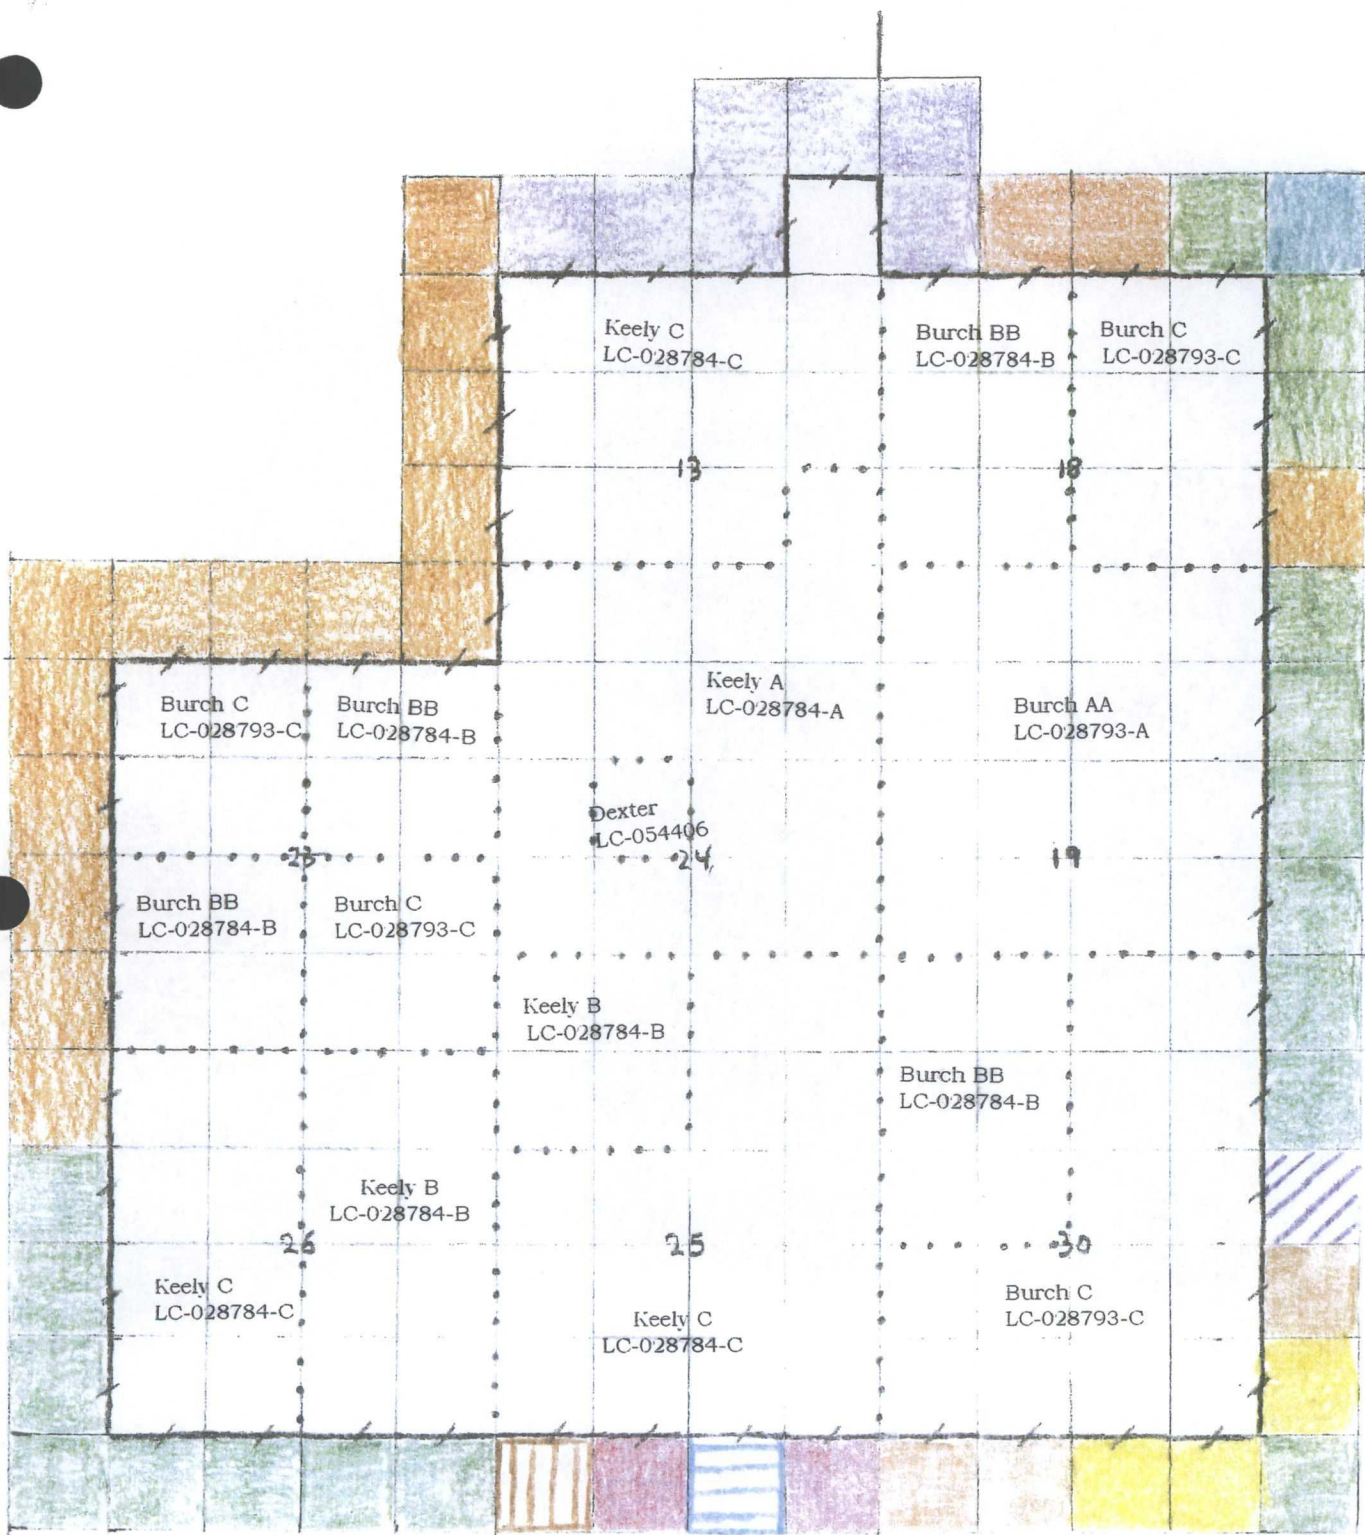 Keely C
LC-028784-C
Burch BB
LC-028784-B
Burch C
LC-028793-C
13
18
Keely A
LC-028784-A
Burch AA
LC-028793-A
Burch C
LC-028793-C
Burch BB
LC-028784-B
Dexter
LC-054406
23
24
19
Burch BB
LC-028784-B
Burch C
LC-028793-C
Keely B
LC-028784-B
Burch BB
LC-028784-B
Keely B
LC-028784-B
26
25
30
Keely C
LC-028784-C
Burch C
LC-028793-C
Keely C
LC-028784-C